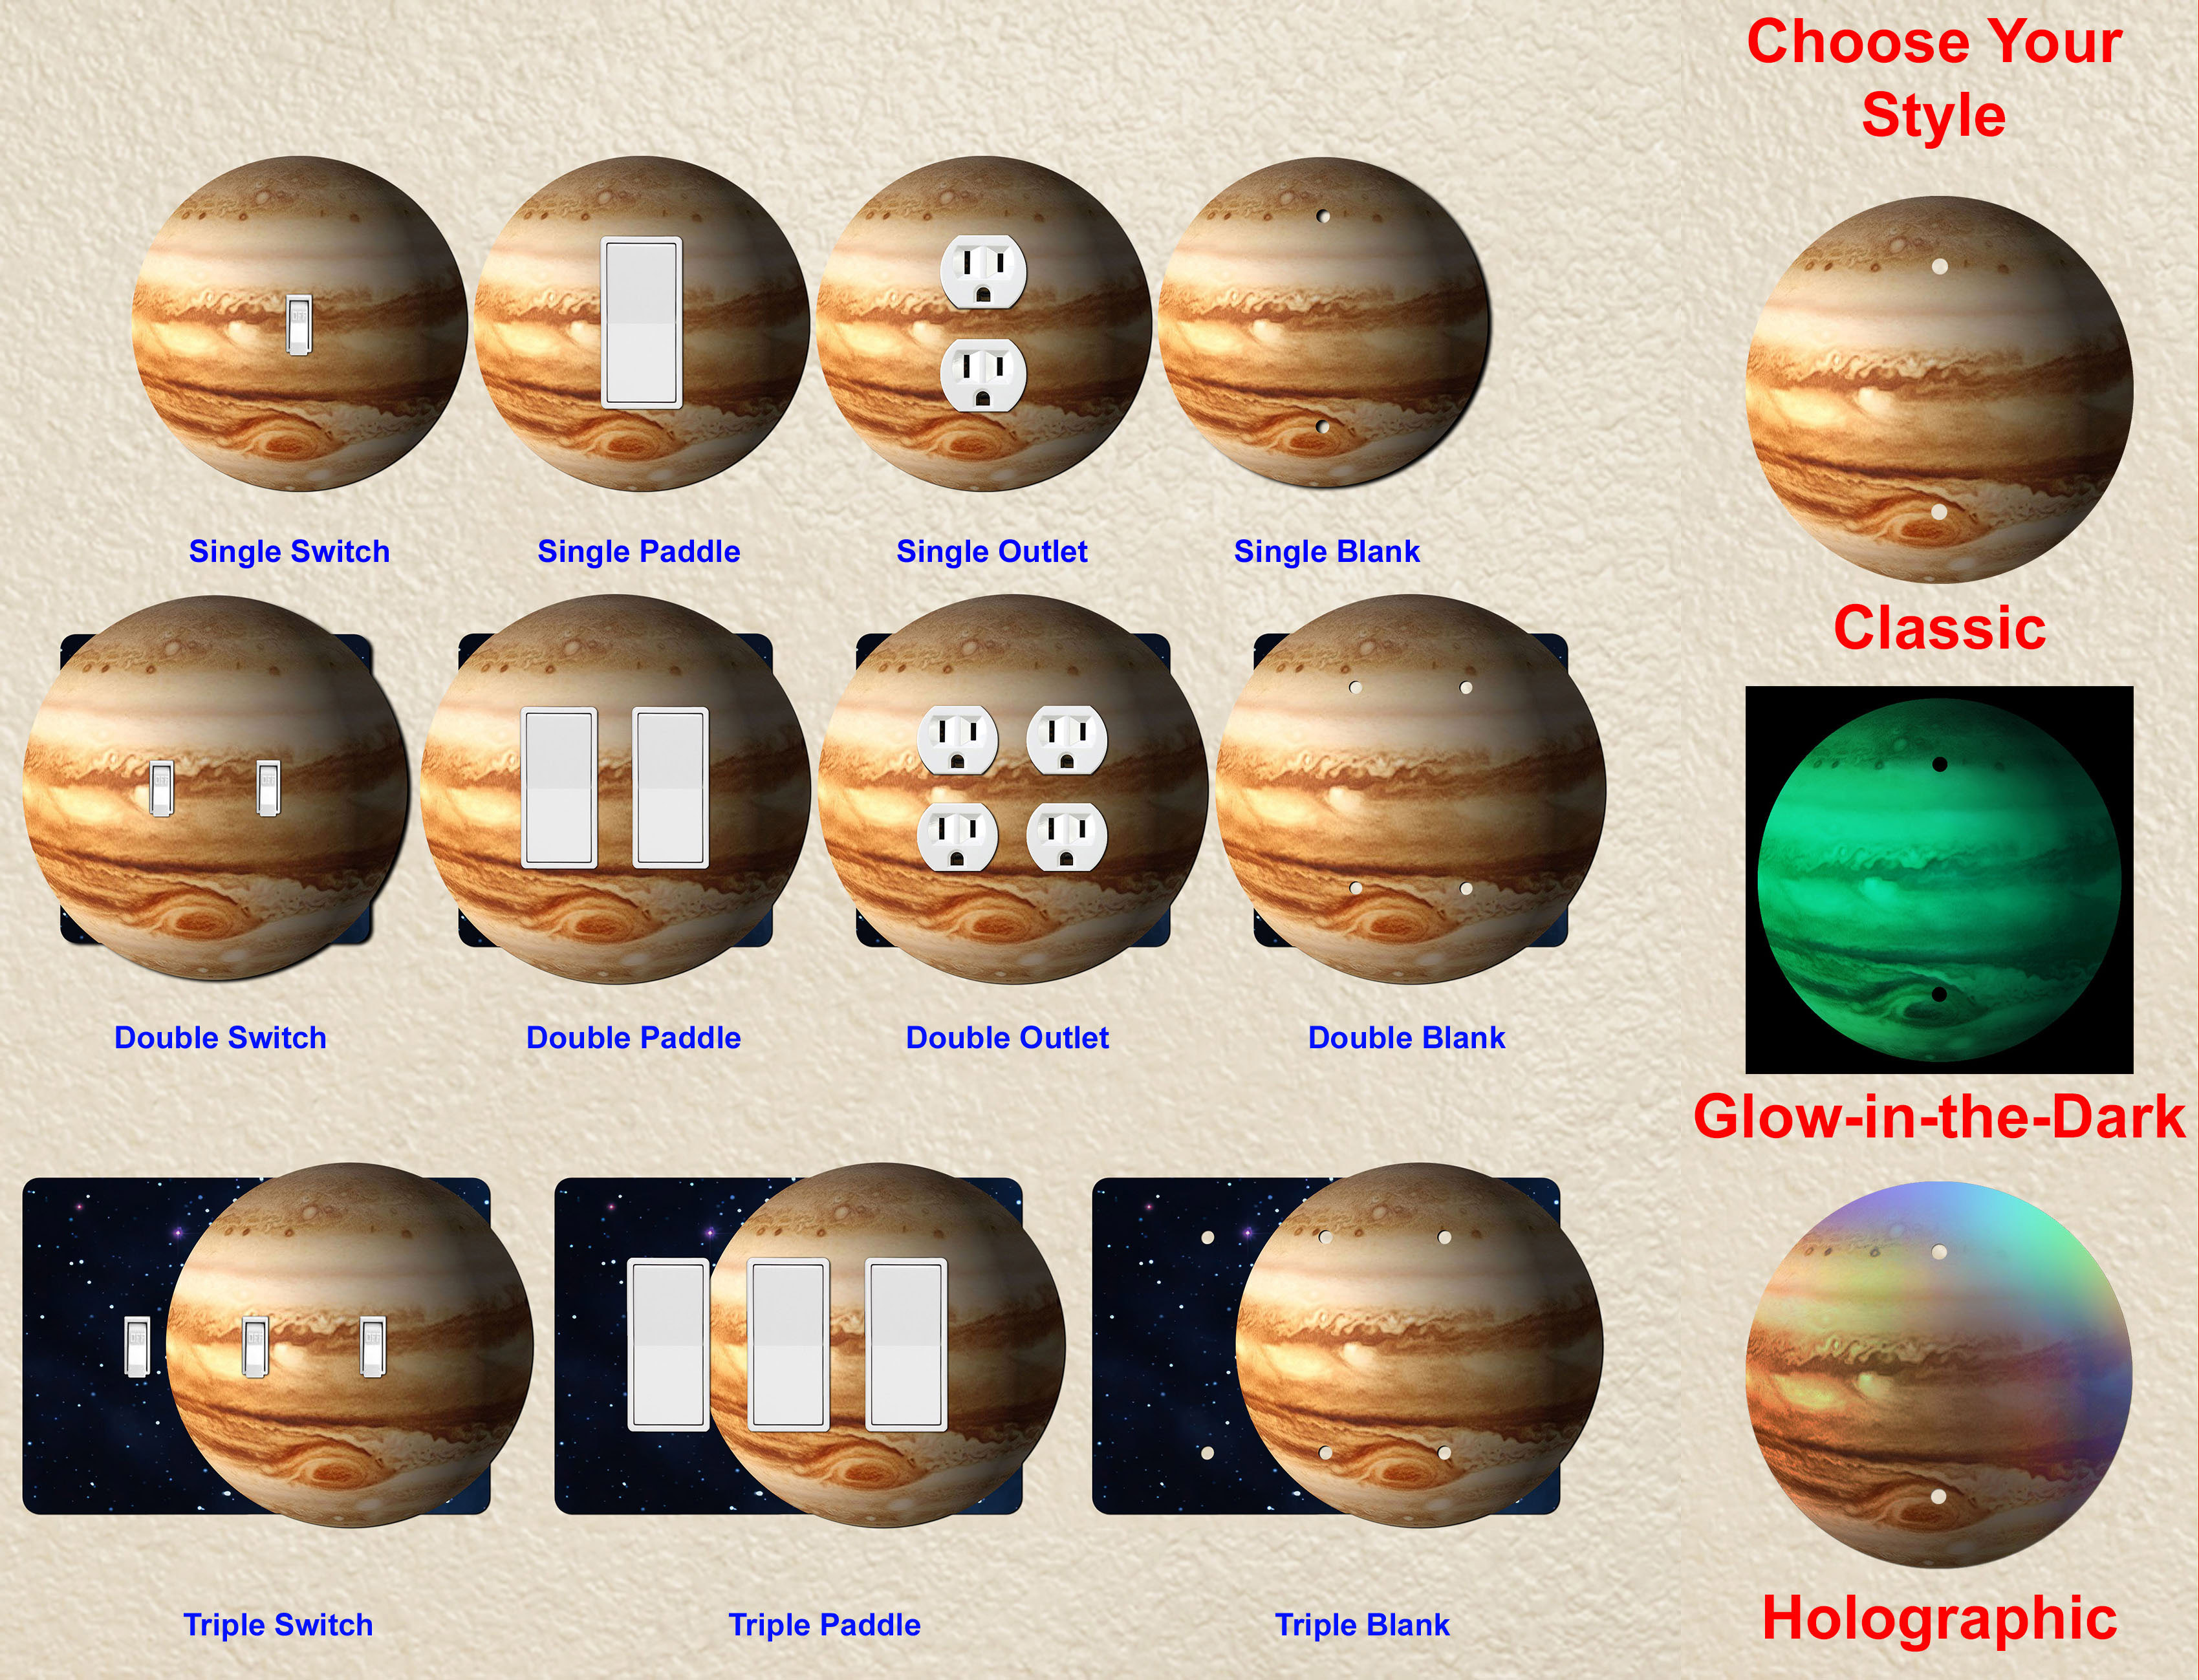 Choose Your
Style
Single Switch
Single Paddle
Single Outlet
Single Blank
Classic
Double Switch
Double Paddle
Double Outlet
Double Blank
Glow-in-the-Dark
Triple Switch
Triple Paddle
Triple Blank
Holographic